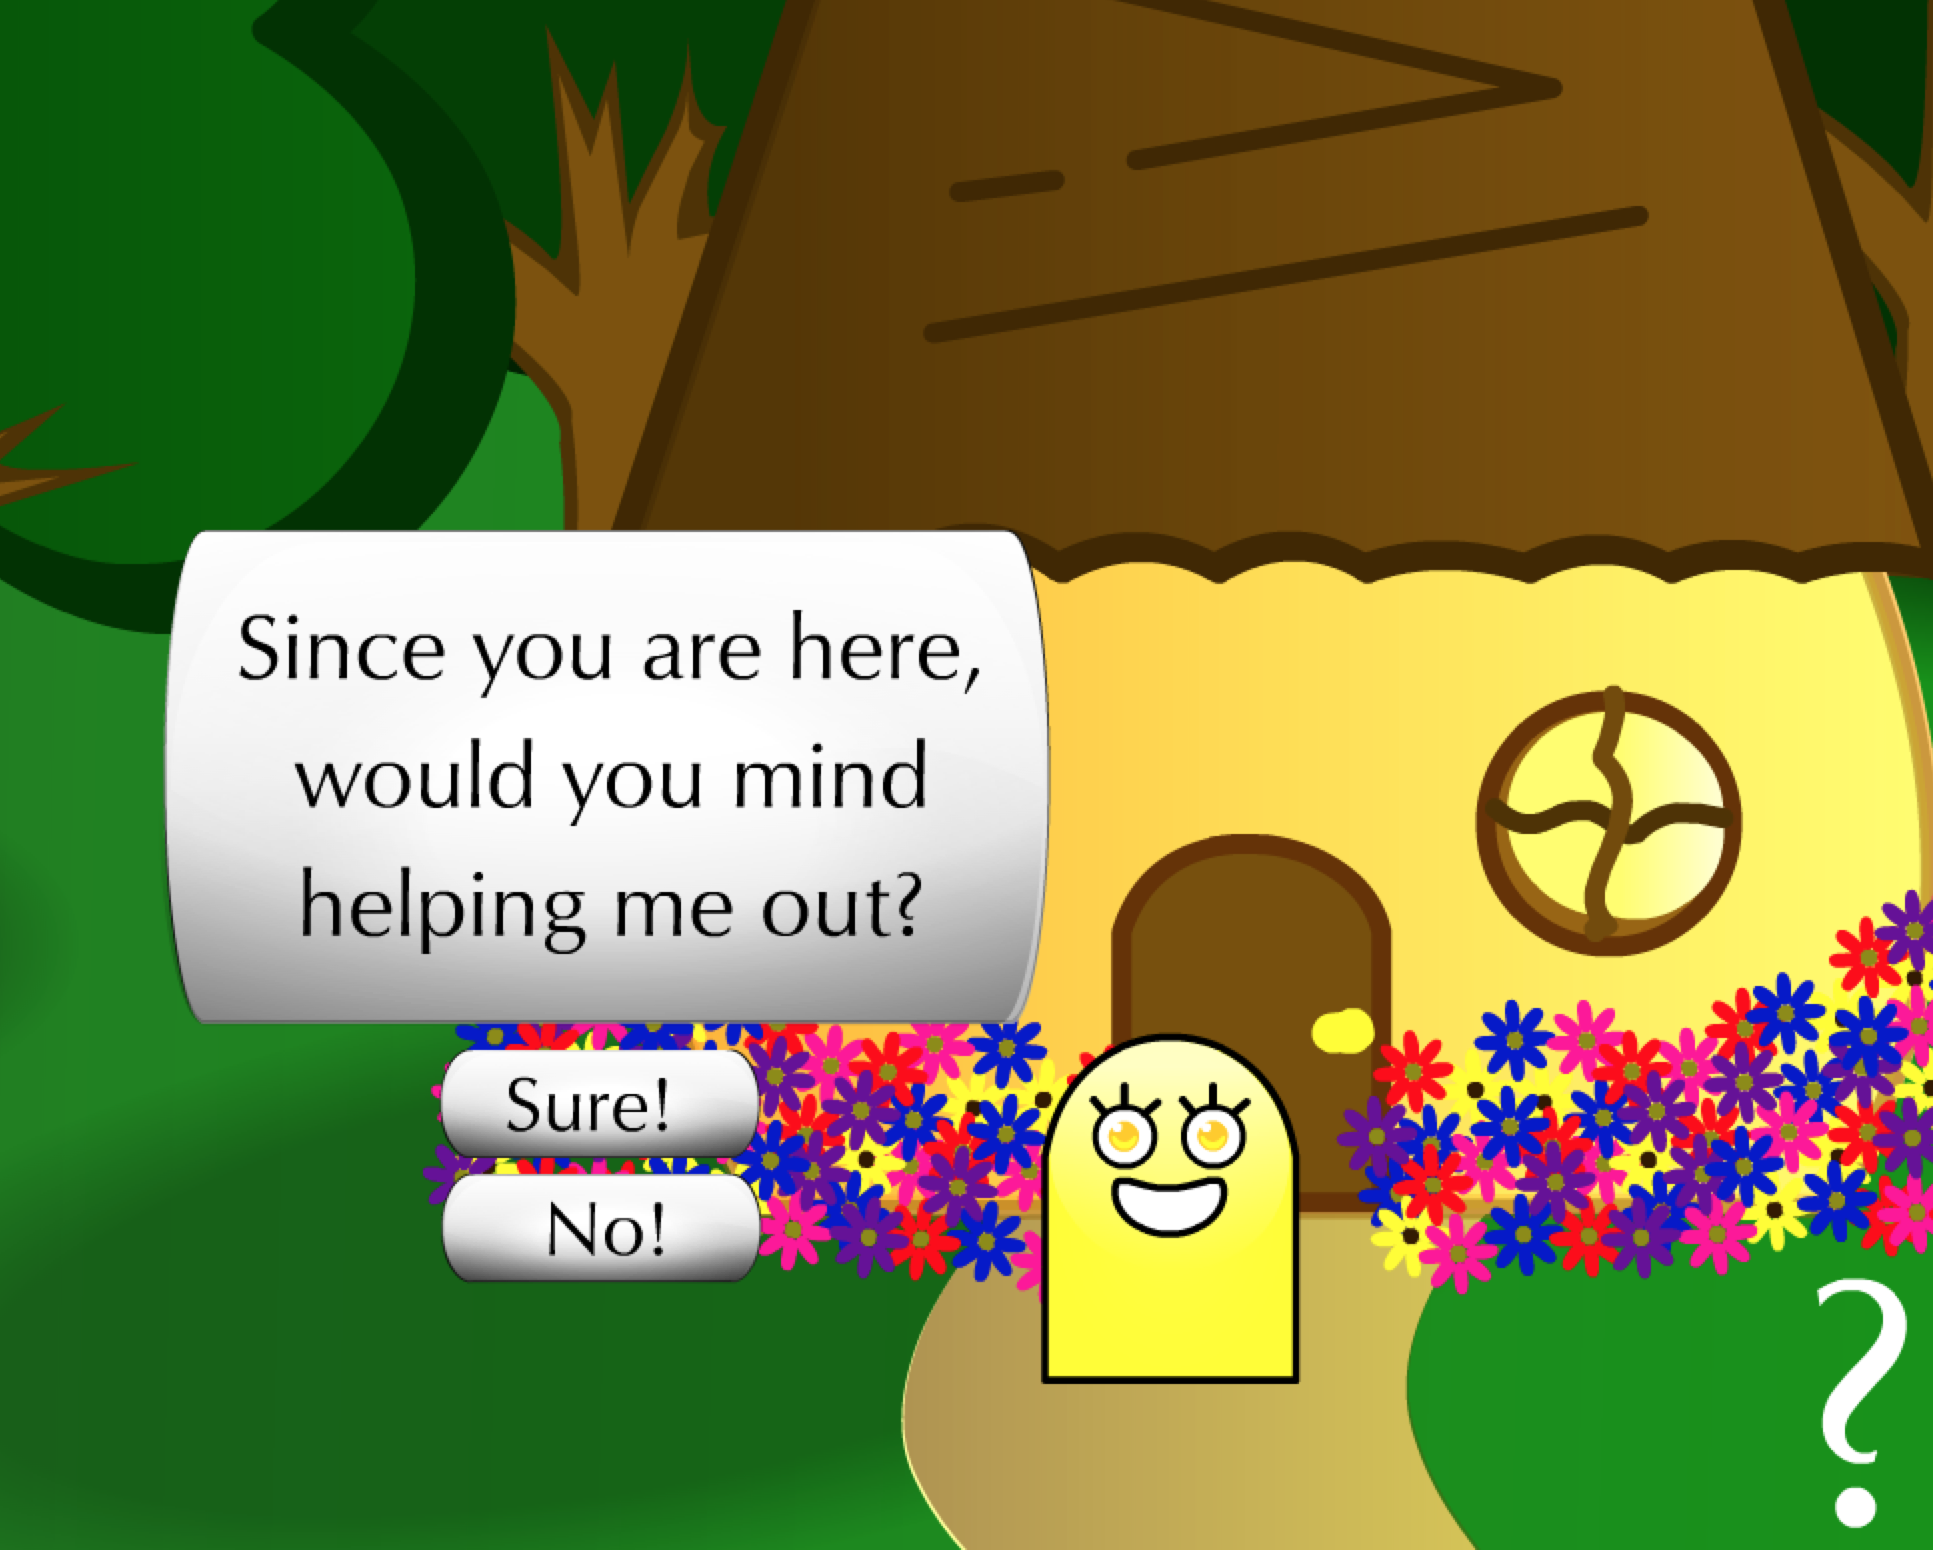 Since you are here,
would you mind
helping me out?
Sure!
No!
?